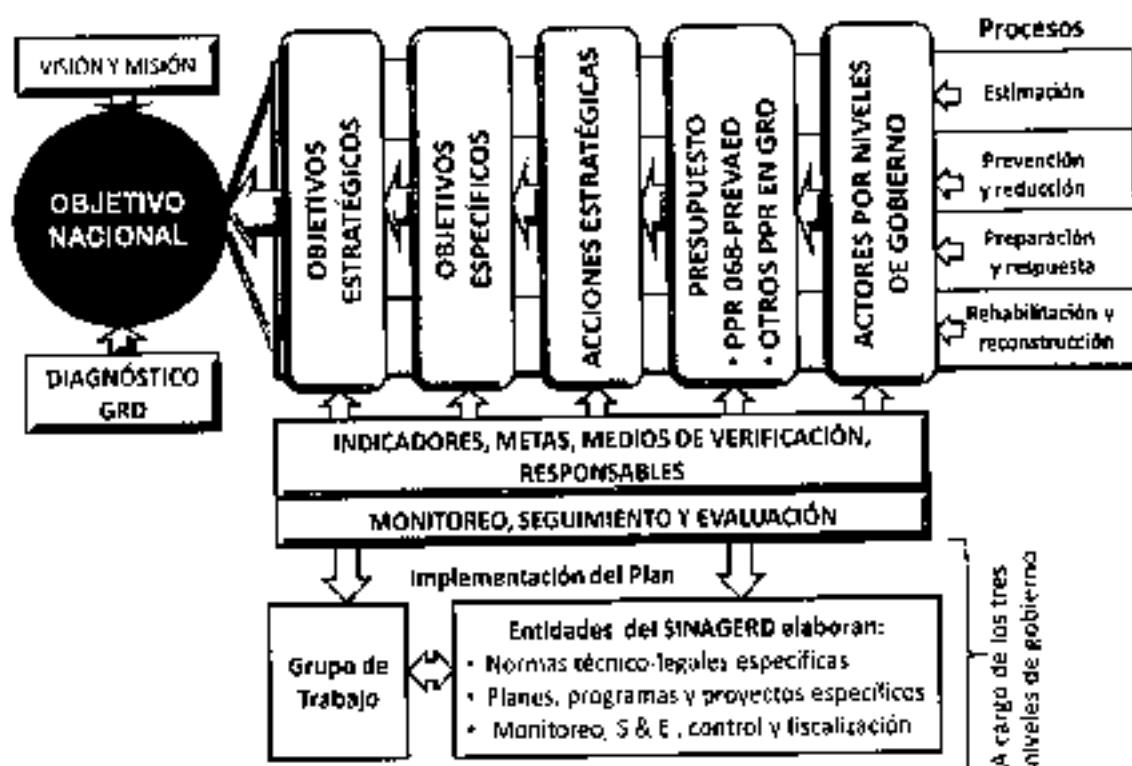 VISIÓN Y MISIÓN
OBJETIVO
NACIONAL
DIAGNÓSTICO
GRD
OBJETIVOS
ESTRATÉGICOS
OBJETIVOS
ESPECÍFICOS
ACCIONES ESTRATÉGICAS
PRESUPUESTO
• PPR 068-PREVAED
• OTROS PPR EN GRD
ACTORES POR NIVELES
DE GOBIERNO
Procesos
Estimación
Prevención
y reducción
Preparación
y respuesta
Rehabilitación y
reconstrucción
INDICADORES, METAS, MEDIOS DE VERIFICACIÓN,
RESPONSABLES
MONITOREO, SEGUIMIENTO Y EVALUACIÓN
Implementación del Plan
Grupo de
Trabajo
Entidades del SINAGERD elaboran:
• Normas técnico-legales específicas
• Planes, programas y proyectos específicos
• Monitoreo, S & E , control y fiscalización
A cargo de los tres
niveles de gobierno